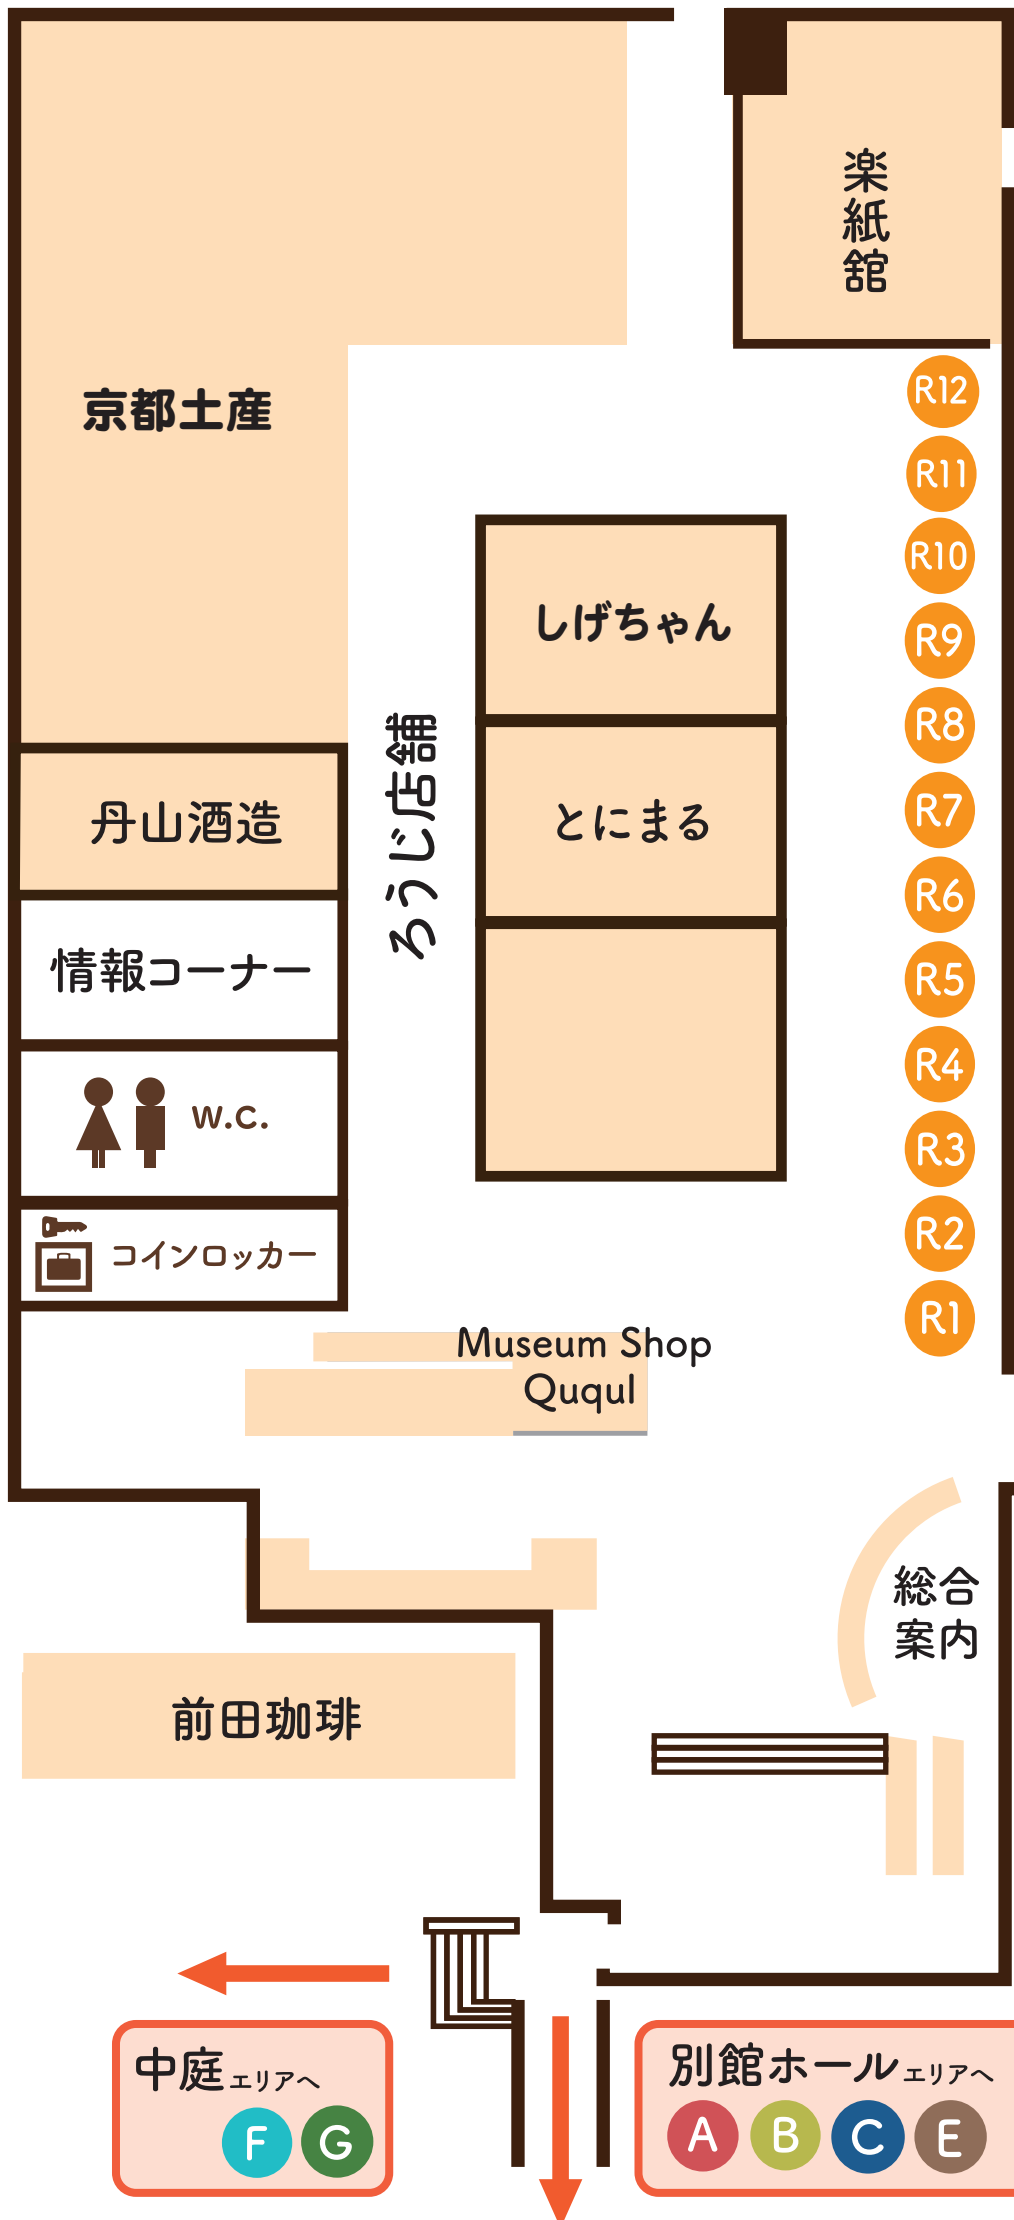 楽紙舘
京都土産
R12
R11
R10
しげちゃん
R9
ろうじ店舗
R8
丹山酒造
とにまる
R7
R6
情報コーナー
R5
R4
w.c.
R3
R2
コインロッカー
R1
Museum Shop
Ququl
総合
案内
前田珈琲
中庭エリアへ
F G
別館ホールエリアへ
A B C E